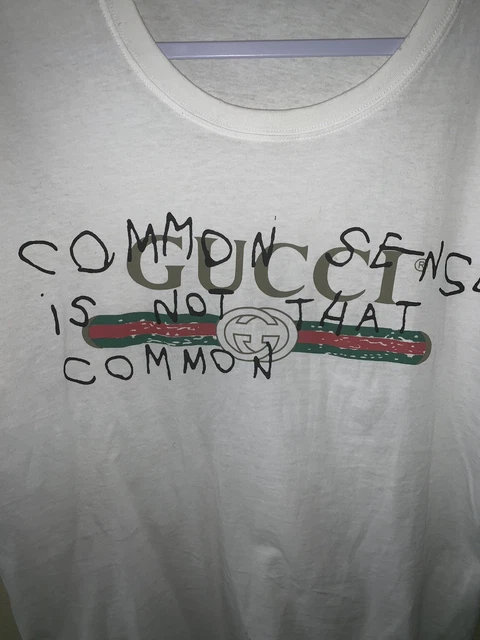 COMMON SENSE
GUCCI®
IS NOT THAT
COMMON